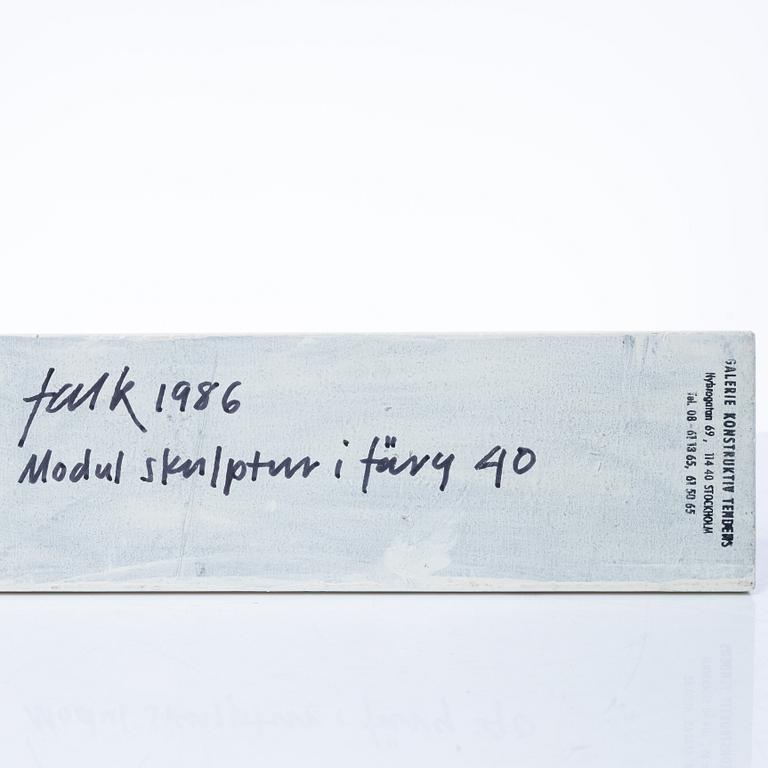 falk 1986
Modul skulptur i färg 40
GALERIE KONSTRUKTIV TENDENS
Nybrogatan 69, 114 40 STOCKHOLM
Tel. 08 - 61 13 65, 61 50 65